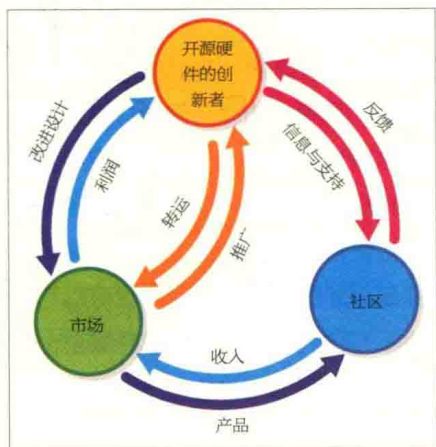 开源硬
件的创
新者
改进设计
利润
转运
推广
信息与支持
反馈
市场
社区
收入
产品